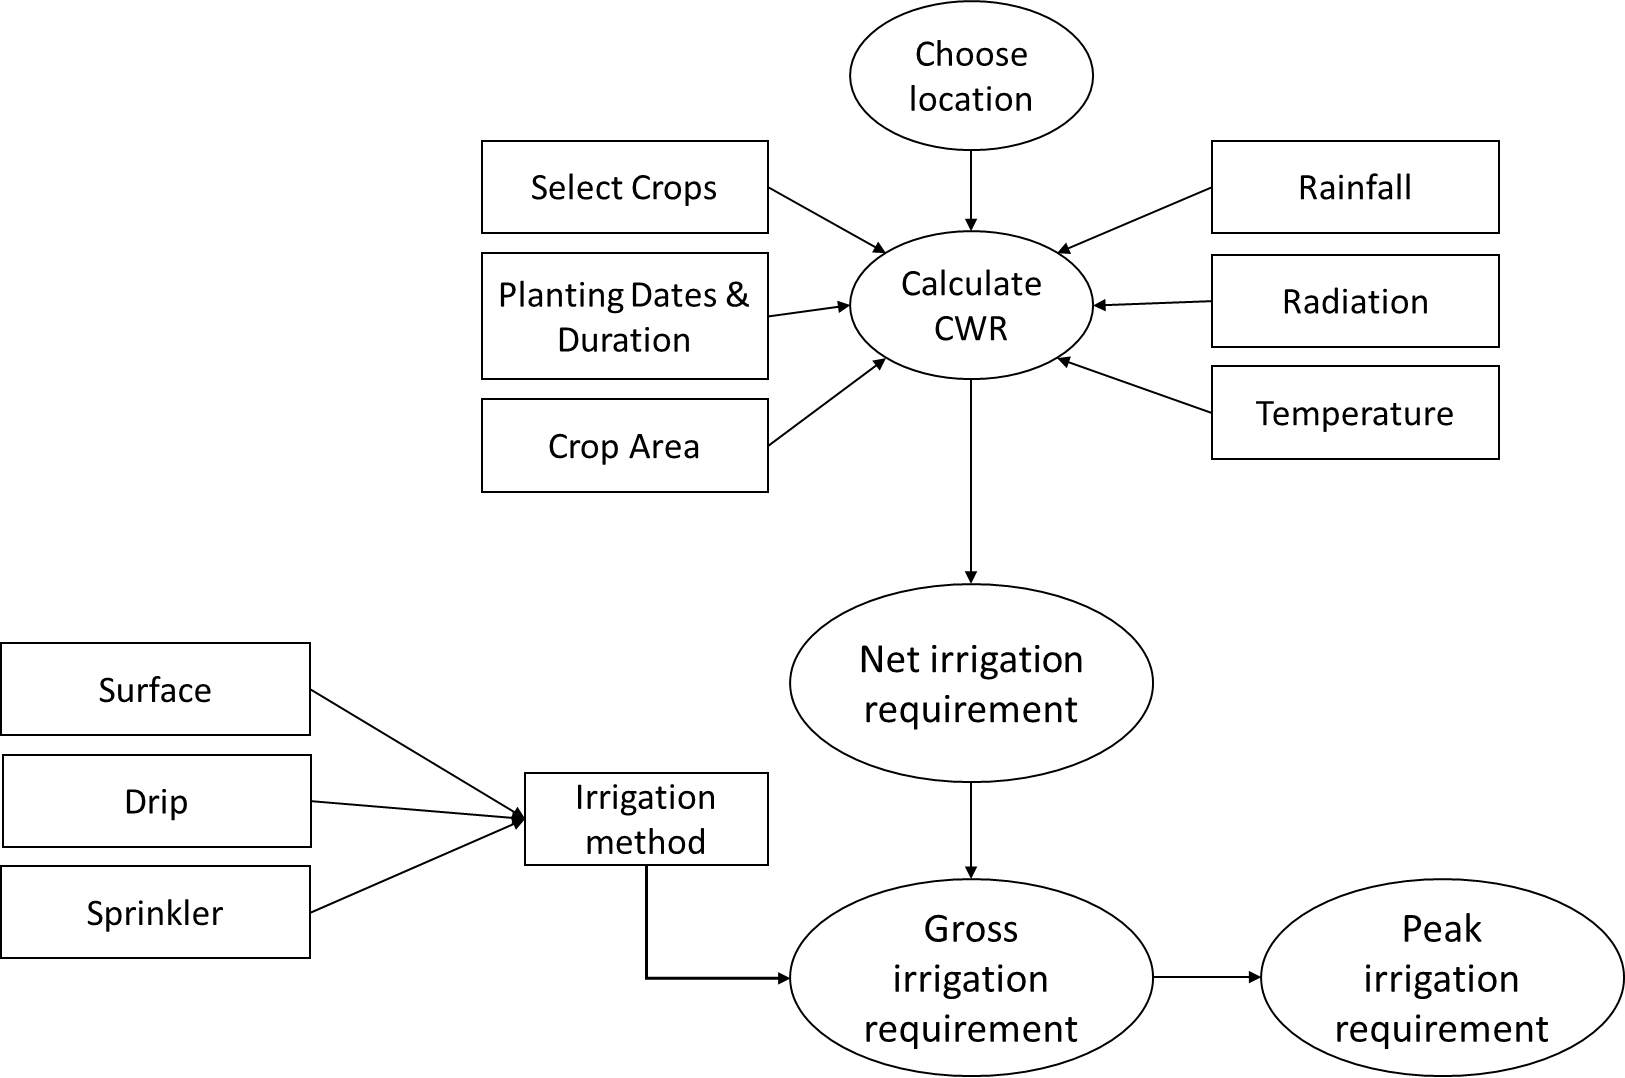 Choose
location
Select Crops
Rainfall
Planting Dates &
Duration
Calculate
CWR
Radiation
Crop Area
Temperature
Net irrigation
requirement
Surface
Drip
Sprinkler
Irrigation
method
Gross
irrigation
requirement
Peak
irrigation
requirement